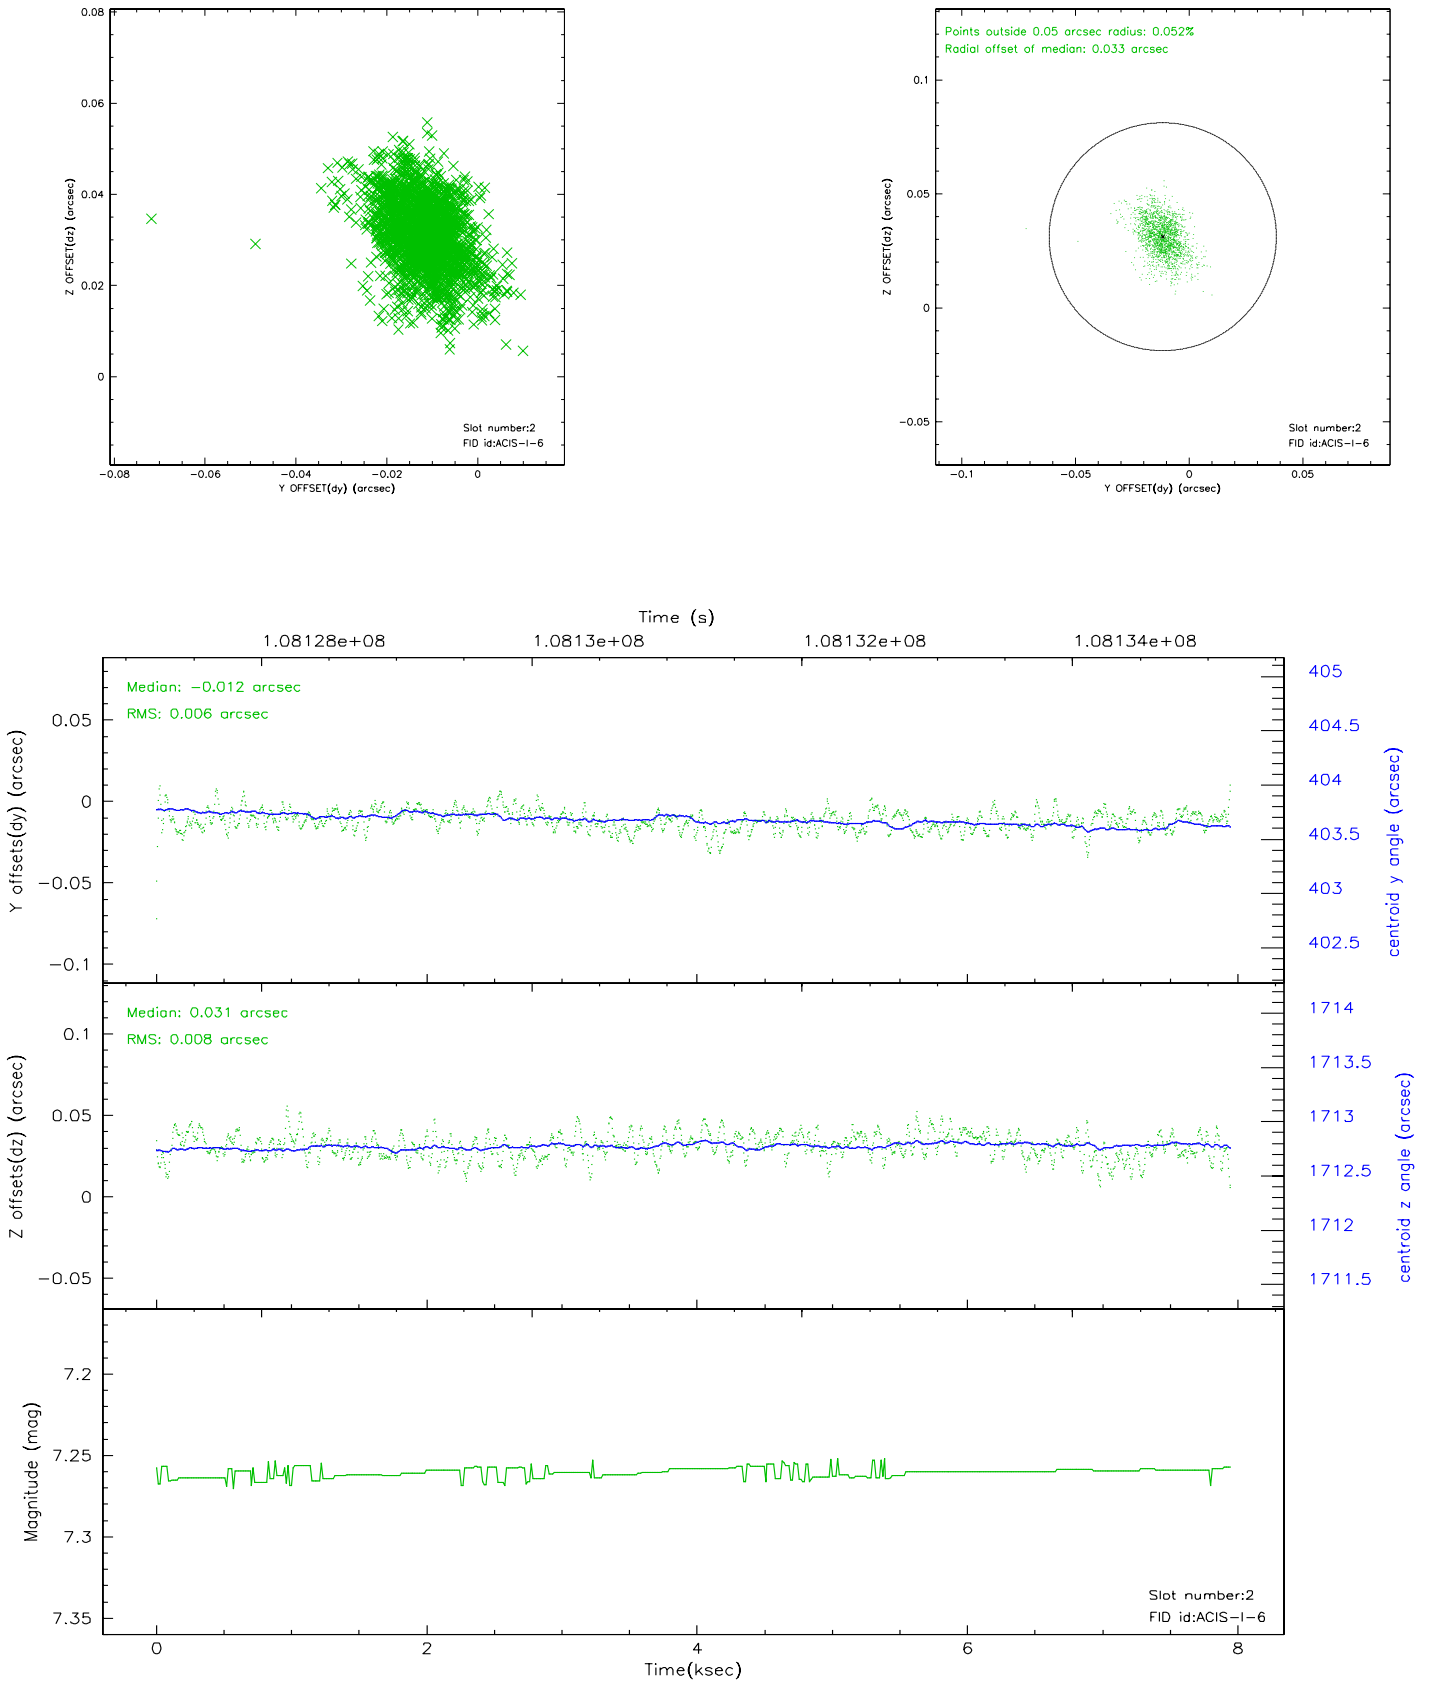 0.08
0.06
0.04
0.02
0
Z OFFSET(dz) (arcsec)
Slot number:2
FID id:ACIS-I-6
-0.08 -0.06 -0.04 -0.02 0
Y OFFSET(dy) (arcsec)
Points outside 0.05 arcsec radius: 0.052%
Radial offset of median: 0.033 arcsec
0.1
0.05
0
-0.05
Z OFFSET(dz) (arcsec)
Slot number:2
FID id:ACIS-I-6
-0.1 -0.05 0 0.05
Y OFFSET(dy) (arcsec)
Time (s)
1.08128e+08 1.0813e+08 1.08132e+08 1.08134e+08
Median: -0.012 arcsec
RMS: 0.006 arcsec
0.05
0
-0.05
-0.1
Y offsets(dy) (arcsec)
405
404.5
404
403.5
403
402.5
centroid y angle (arcsec)
Median: 0.031 arcsec
RMS: 0.008 arcsec
0.1
0.05
0
-0.05
Z offsets(dz) (arcsec)
1714
1713.5
1713
1712.5
1712
1711.5
centroid z angle (arcsec)
7.2
7.25
7.3
7.35
Magnitude (mag)
Slot number:2
FID id:ACIS-I-6
0 2 4 6 8
Time(ksec)